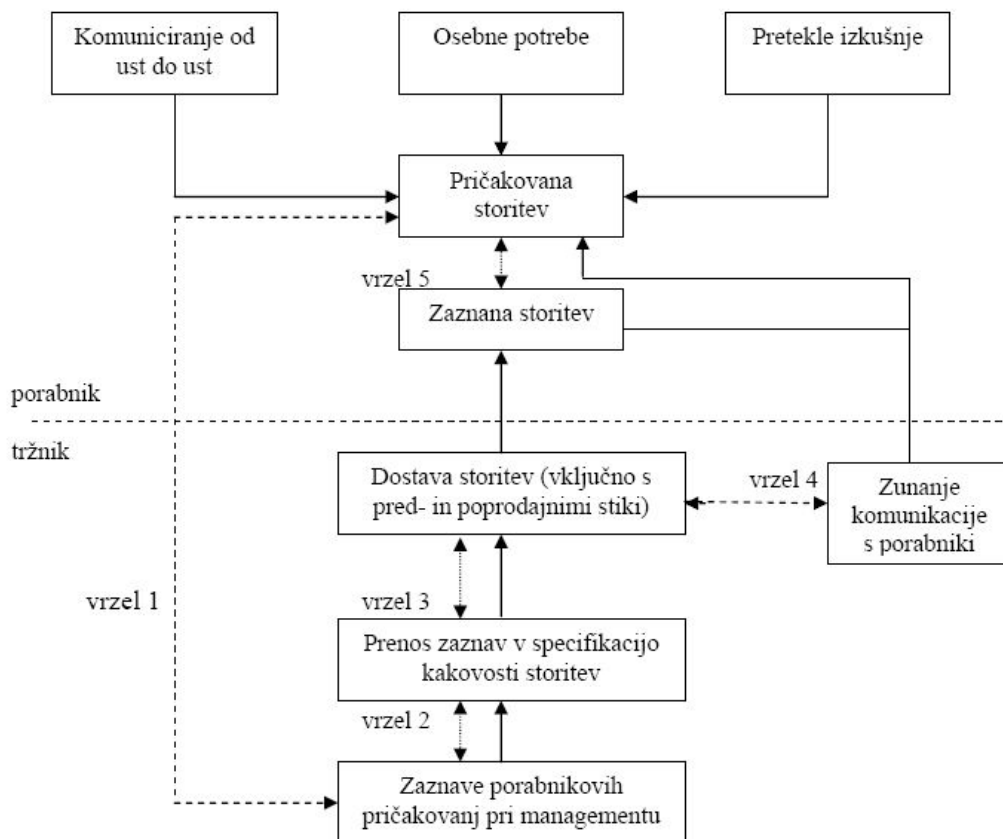 Komuniciranje od
ust do ust
Osebne potrebe
Pretekle izkušnje
Pričakovana
storitev
vrzel 5
Zaznana storitev
porabnik
tržnik
Dostava storitev (vključno s
pred- in poprodajnimi stiki)
vrzel 4
Zunanje
komunikacije
s porabniki
vrzel 1
vrzel 3
Prenos zaznav v specifikacijo
kakovosti storitev
vrzel 2
Zaznave porabnikovih
pričakovanj pri managementu